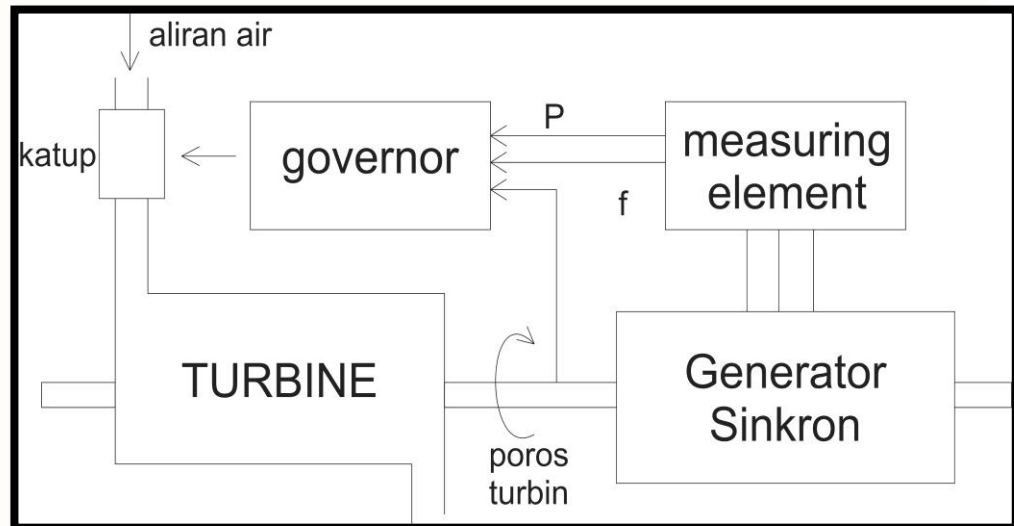 aliran air
katup
governor
P
f
measuring
element
TURBINE
poros
turbin
Generator
Sinkron